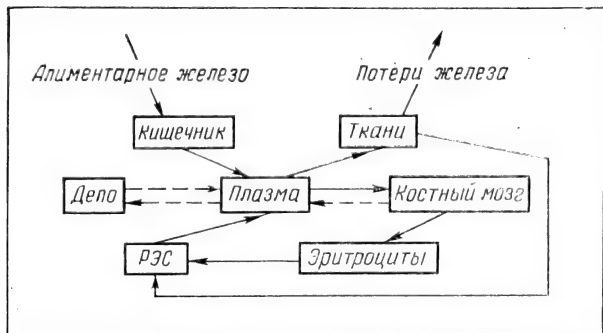 Алиментарное железо
Потери железа
Кишечник
Ткани
Депо
Плазма
Костный мозг
РЭС
Эритроциты